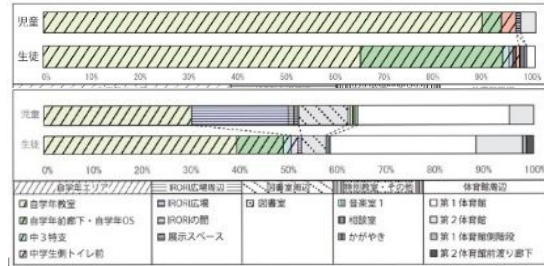 児童
生徒
0% 10% 20% 30% 40% 50% 60% 70% 80% 90% 100%
児童
生徒
0% 10% 20% 30% 40% 50% 60% 70% 80% 90% 100%
自学年エリア IRORI広場周辺 図書室周辺 特別教室・その他 体育館周辺
自学年教室 IRORI広場 図書室 音楽室1 第1体育館
自学年前廊下・自学年OS IRORIの間 相談室 第2体育館
中3特支 展示スペース かがやき 第1体育館側階段
中学生側トイレ前 第2体育館前渡り廊下